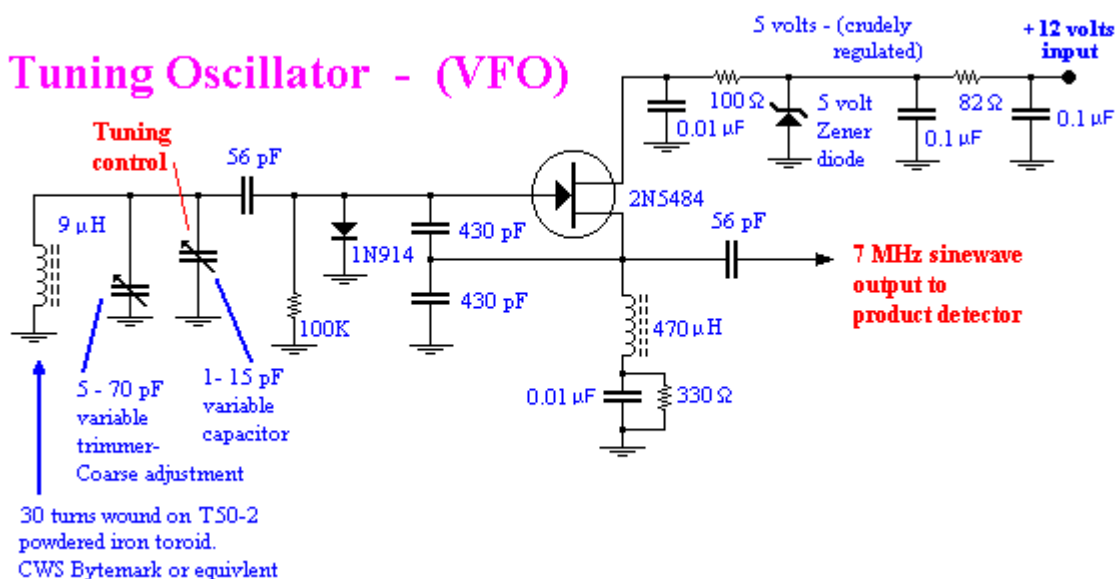 Tuning Oscillator - (VFO)
5 volts - (crudely
regulated)
+12 volts
input
100Ω
82Ω
0.01 µF
5 volt
Zener
diode
0.1 µF
0.1 µF
Tuning
control
56 pF
2N5484
9 µH
1N914
430 pF
430 pF
56 pF
7 MHz sinewave
output to
product detector
100K
470 µH
0.01 µF
330 Ω
5 - 70 pF
variable
trimmer-
Coarse adjustment
1- 15 pF
variable
capacitor
30 turns wound on T50-2
powdered iron toroid.
CWS Bytemark or equivlent